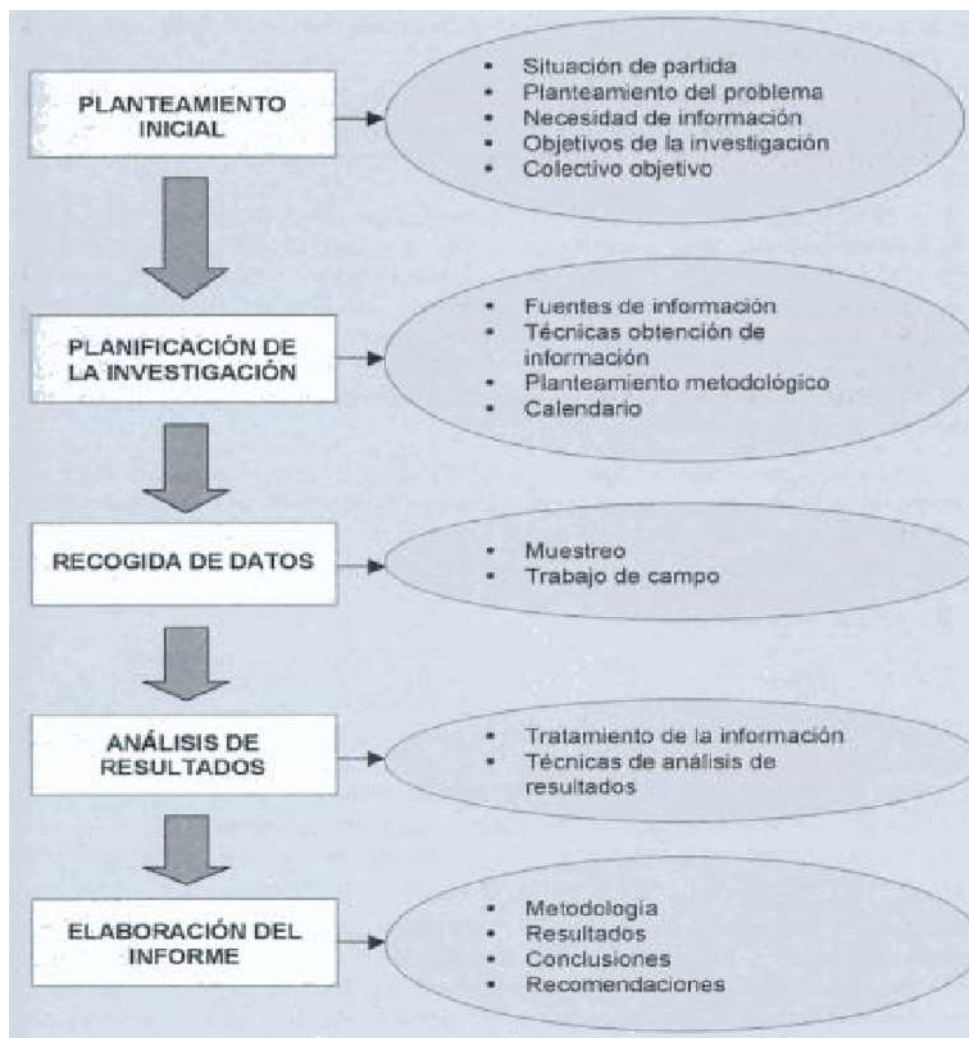 PLANTEAMIENTO
INICIAL
• Situación de partida
• Planteamiento del problema
• Necesidad de información
• Objetivos de la investigación
• Colectivo objetivo
PLANIFICACIÓN DE
LA INVESTIGACIÓN
• Fuentes de información
• Técnicas obtención de
información
• Planteamiento metodológico
• Calendario
RECOGIDA DE DATOS
• Muestreo
• Trabajo de campo
ANÁLISIS DE
RESULTADOS
• Tratamiento de la información
• Técnicas de análisis de
resultados
ELABORACIÓN DEL
INFORME
• Metodología
• Resultados
• Conclusiones
• Recomendaciones